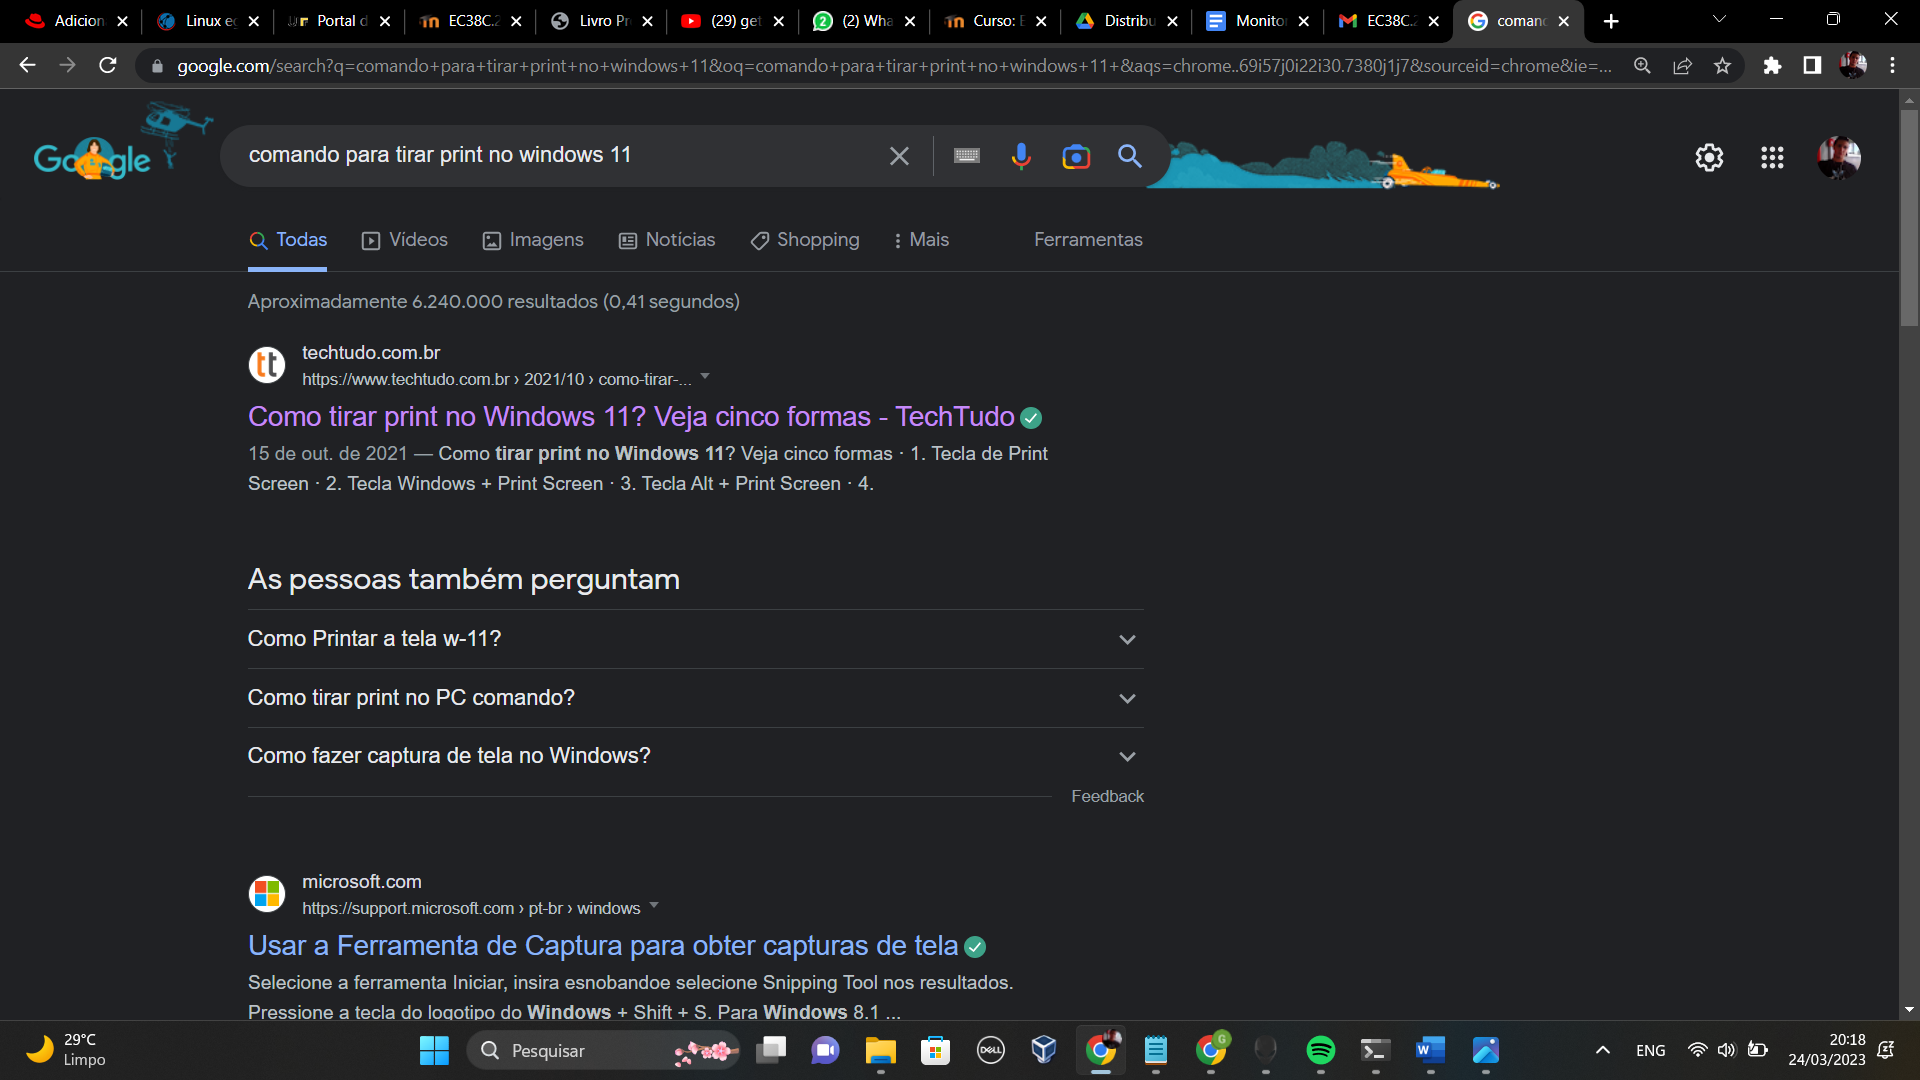 Adicion
Linux e
Portal d
EC38C.2
Livro Pr
(29) get
(2) Wha
Curso: E
Distribu
Monito
EC38C.2
coman
google.com/search?q=comando+para+tirar+print+no+windows+11&oq=comando+para+tirar+print+no+windows+11+&aqs=chrome..69i57j0i22i30.7380j1j7&sourceid=chrome&ie=...
Google
comando para tirar print no windows 11
Todas
Vídeos
Imagens
Notícias
Shopping
Mais
Ferramentas
Aproximadamente 6.240.000 resultados (0,41 segundos)
tt
techtudo.com.br
https://www.techtudo.com.br › 2021/10 › como-tirar-...
Como tirar print no Windows 11? Veja cinco formas - TechTudo
15 de out. de 2021 — Como tirar print no Windows 11? Veja cinco formas · 1. Tecla de Print
Screen · 2. Tecla Windows + Print Screen · 3. Tecla Alt + Print Screen · 4.
As pessoas também perguntam
Como Printar a tela w-11?
Como tirar print no PC comando?
Como fazer captura de tela no Windows?
Feedback
microsoft.com
https://support.microsoft.com › pt-br › windows
Usar a Ferramenta de Captura para obter capturas de tela
Selecione a ferramenta Iniciar, insira esnobandoe selecione Snipping Tool nos resultados.
Pressione a tecla do logotipo do Windows + Shift + S. Para Windows 8.1 ...
29°C
Limpo
Pesquisar
DELL
G
W
ENG
20:18
24/03/2023